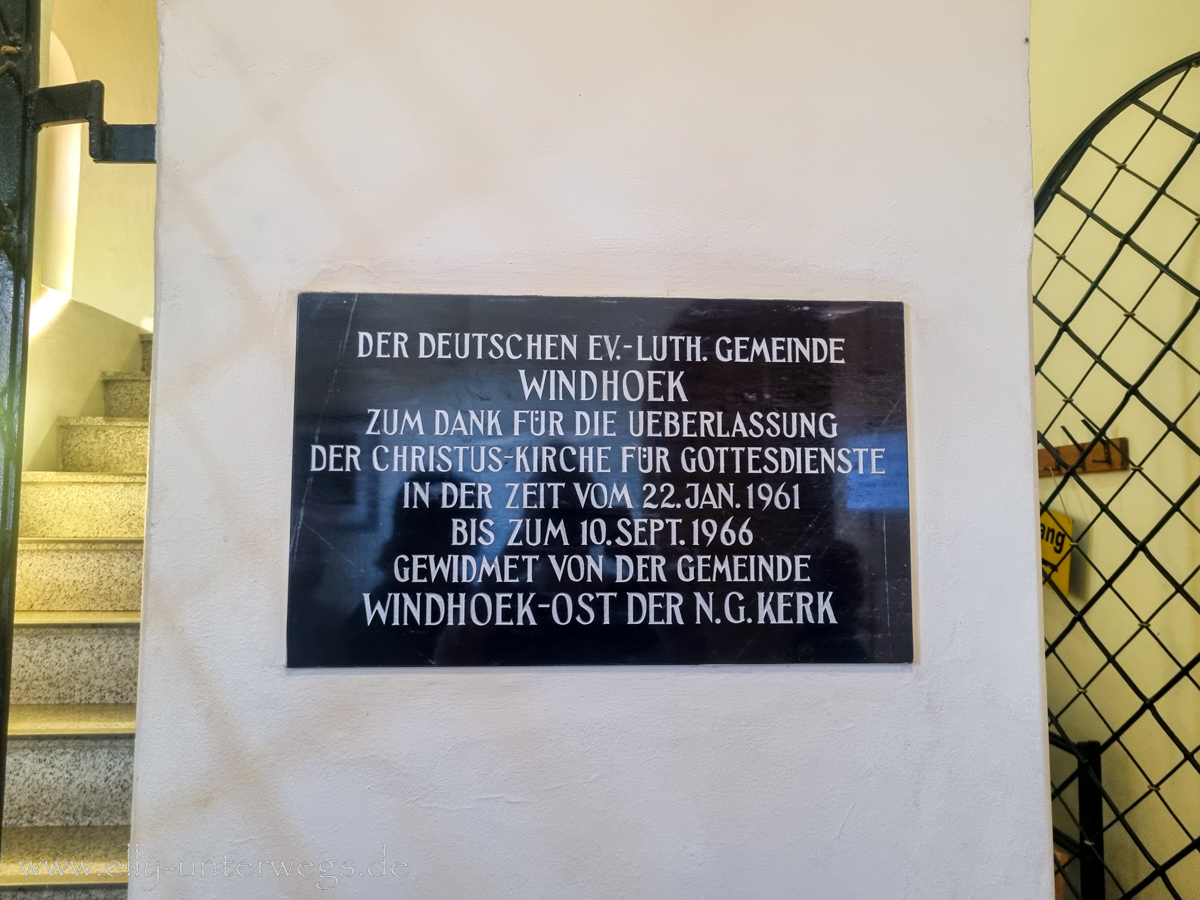 DER DEUTSCHEN EV.-LUTH. GEMEINDE
WINDHOEK
ZUM DANK FÜR DIE UEBERLASSUNG
DER CHRISTUS-KIRCHE FÜR GOTTESDIENSTE
IN DER ZEIT VOM 22. JAN. 1961
BIS ZUM 10. SEPT. 1966
GEWIDMET VON DER GEMEINDE
WINDHOEK-OST DER N.G. KERK
ang
www.elly-unterwegs.de